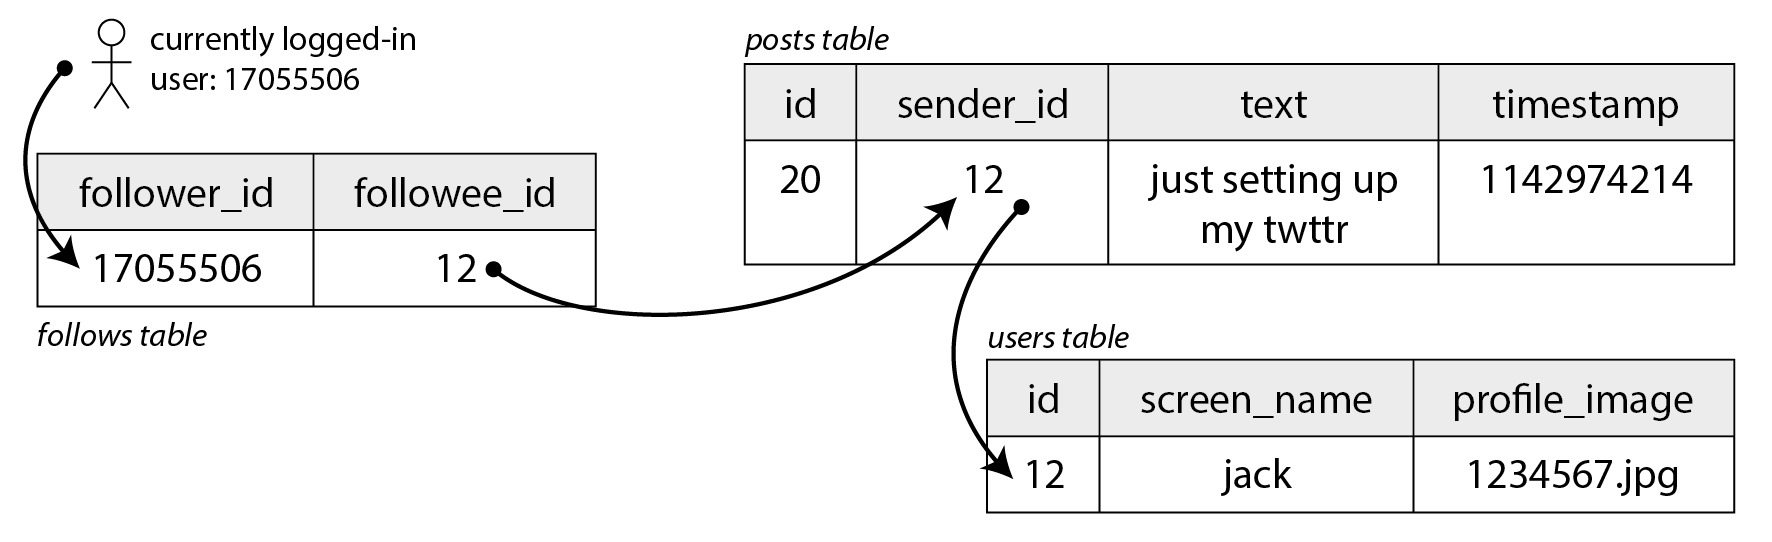 currently logged-in
user: 17055506
follower_id followee_id
17055506 12
follows table
posts table
id sender_id text timestamp
20 12 just setting up 1142974214
my twttr
users table
id screen_name profile_image
12 jack 1234567.jpg